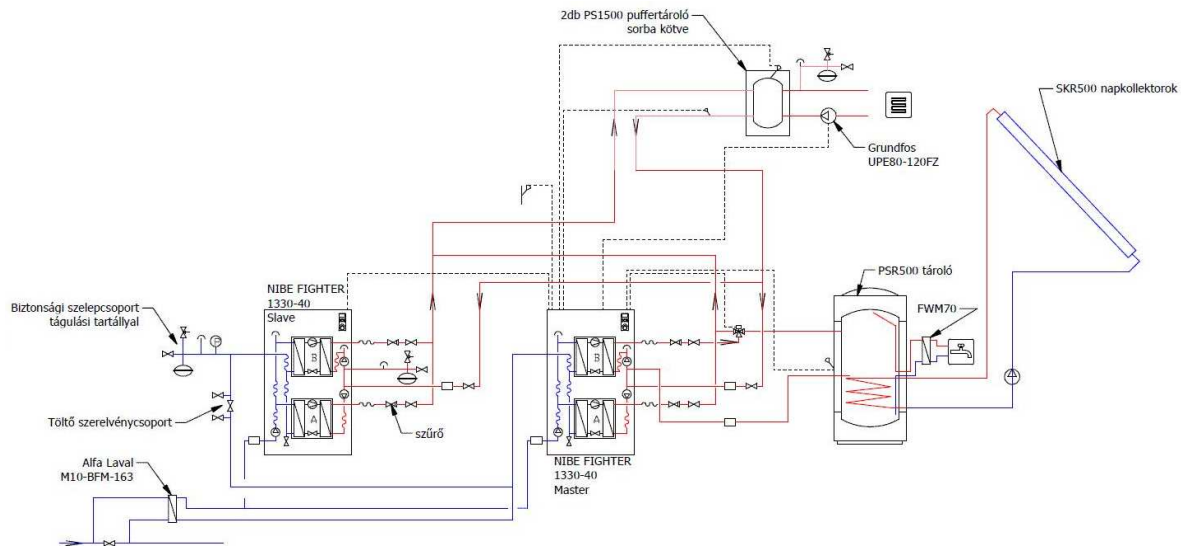 2db PS1500 puffertároló
sorba kötve
SKR500 napkollektorok
Grundfos
UPE80-120FZ
PSR500 tároló
FWM70
NIBE FIGHTER
1330-40
Slave
Biztonsági szelepcsoport
tágulási tartállyal
P
B
B
A
A
Töltő szerelvénycsoport
szűrő
NIBE FIGHTER
1330-40
Master
Alfa Laval
M10-BFM-163